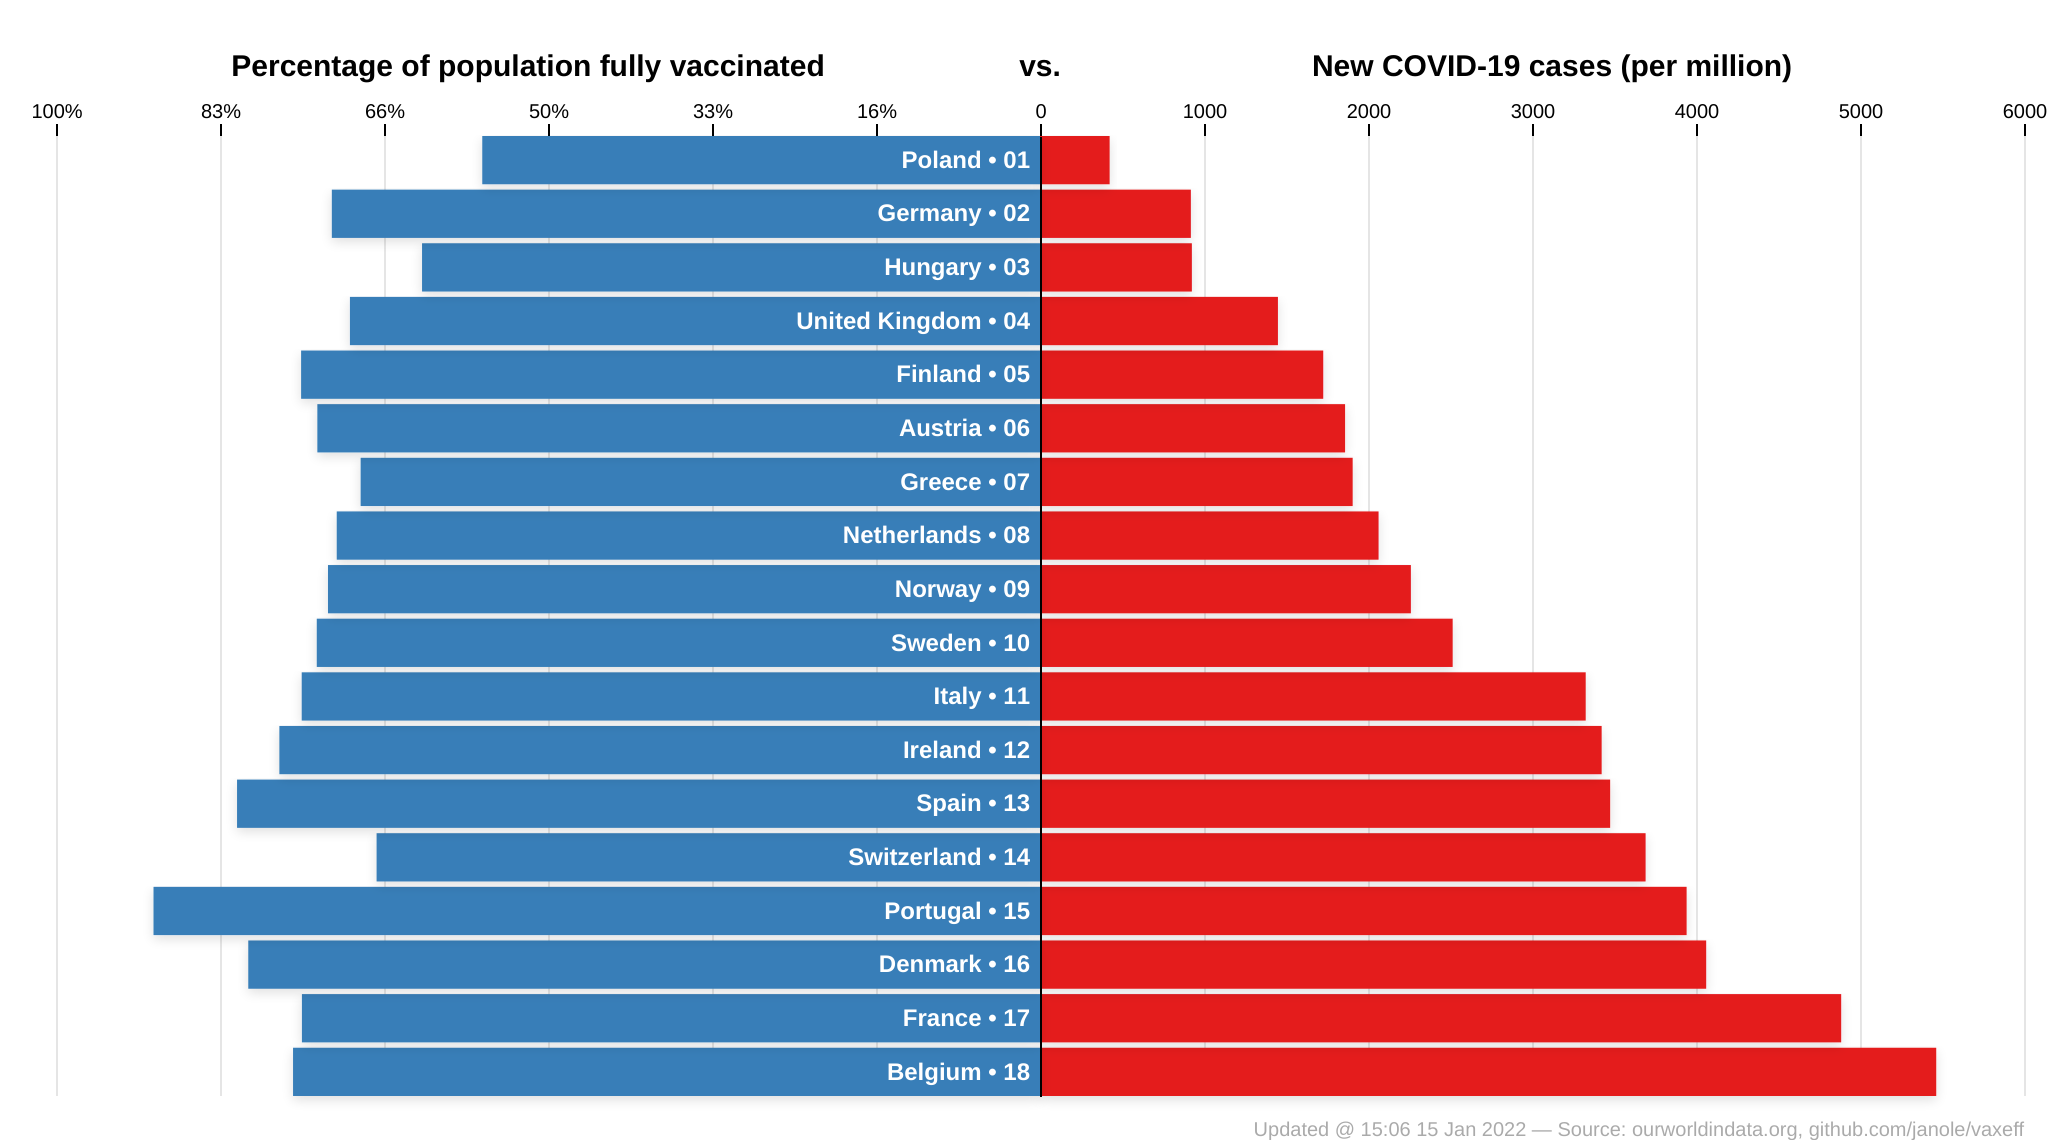 Percentage of population fully vaccinated vs. New COVID-19 cases (per million)
100% 83% 66% 50% 33% 16% 0 1000 2000 3000 4000 5000 6000
Poland • 01
Germany • 02
Hungary • 03
United Kingdom • 04
Finland • 05
Austria • 06
Greece • 07
Netherlands • 08
Norway • 09
Sweden • 10
Italy • 11
Ireland • 12
Spain • 13
Switzerland • 14
Portugal • 15
Denmark • 16
France • 17
Belgium • 18
Updated @ 15:06 15 Jan 2022 — Source: ourworldindata.org, github.com/janole/vaxeff